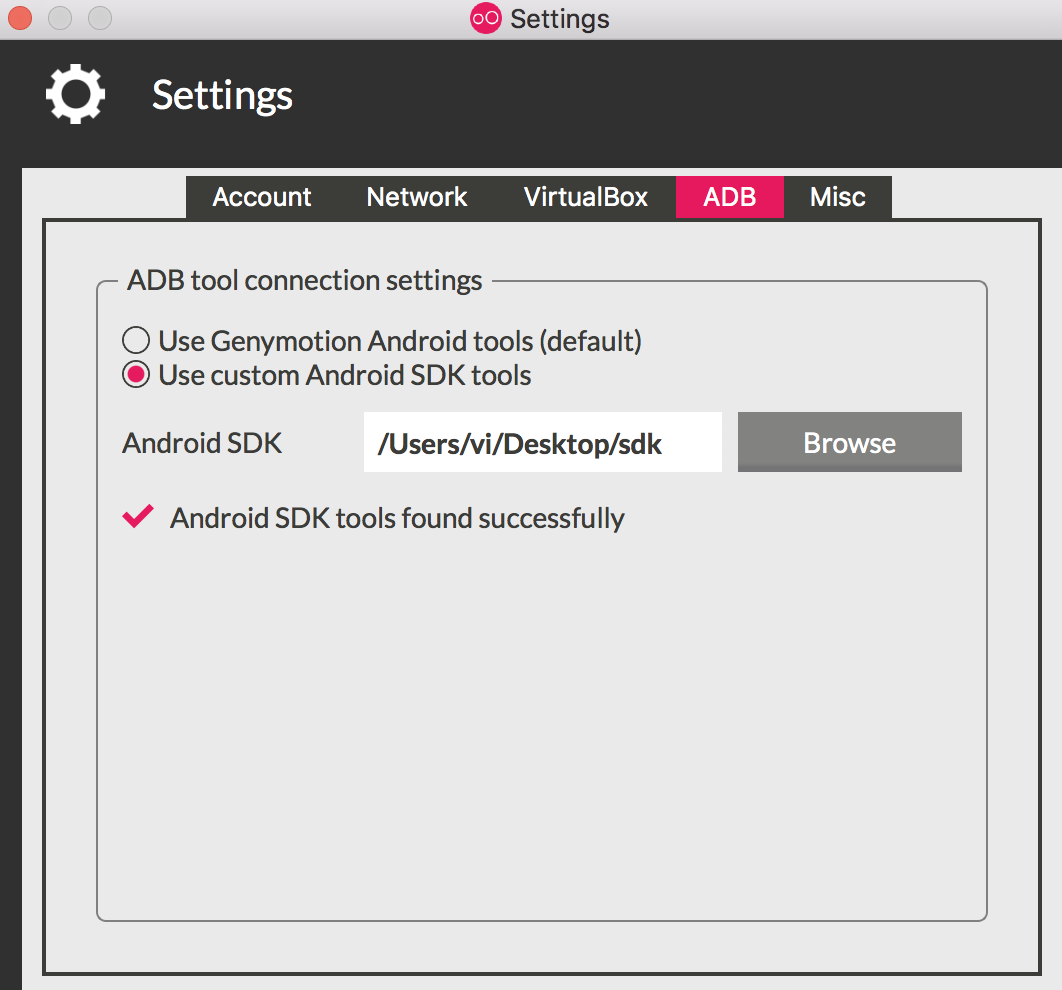 Settings
Settings
Account Network VirtualBox ADB Misc
ADB tool connection settings
Use Genymotion Android tools (default)
Use custom Android SDK tools
Android SDK /Users/vi/Desktop/sdk Browse
Android SDK tools found successfully